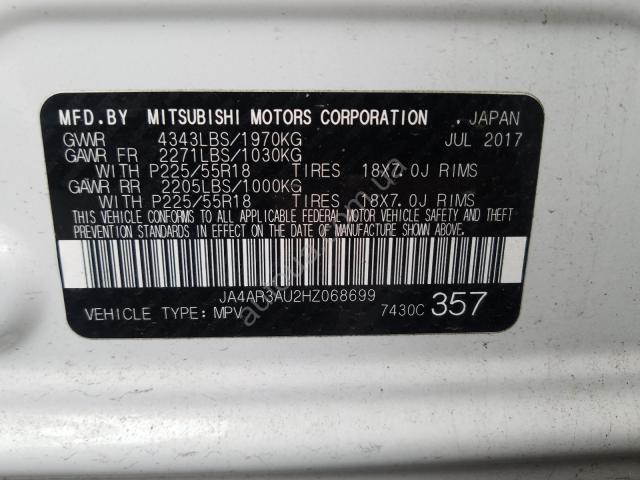 MFD.BY MITSUBISHI MOTORS CORPORATION , JAPAN
GVWR 4343LBS/1970KG JUL 2017
GAWR FR 2271LBS/1030KG
WITH P225/55R18 TIRES 18X7.0J RIMS
GAWR RR 2205LBS/1000KG
WITH P225/55R18 TIRES 18X7.0J RIMS
THIS VEHICLE CONFORMS TO ALL APPLICABLE FEDERAL MOTOR VEHICLE SAFETY AND THEFT
PREVENTION STANDARDS IN EFFECT ON THE DATE OF MANUFACTURE SHOWN ABOVE.
JA4AR3AU2HZ068699
VEHICLE TYPE: MPV 7430C 357